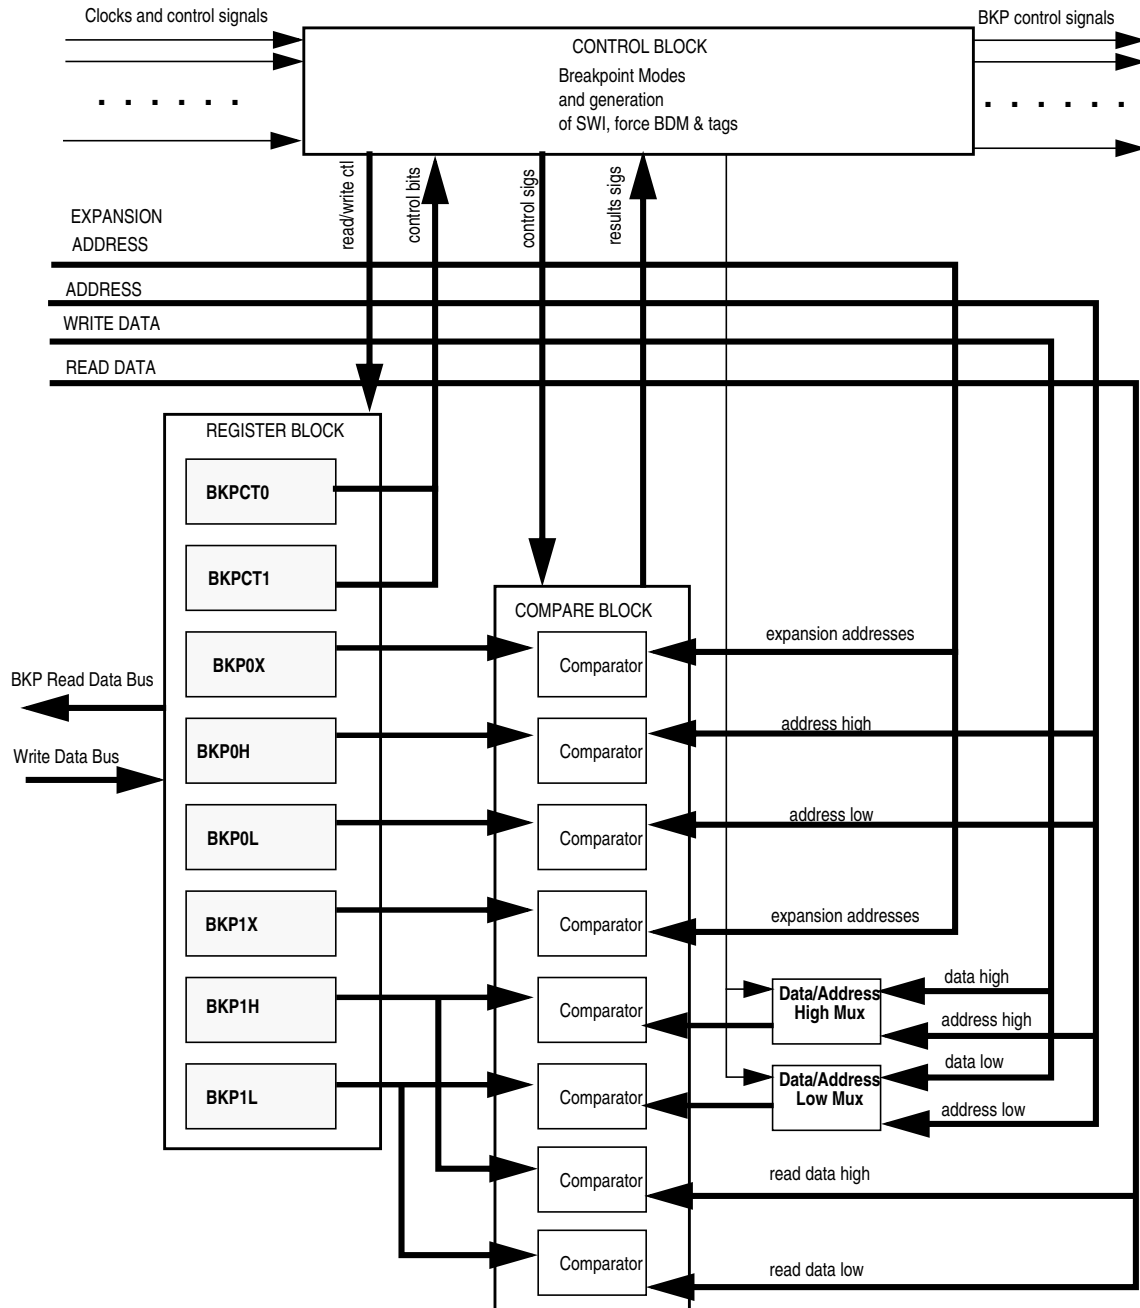 Clocks and control signals
BKP control signals
CONTROL BLOCK
Breakpoint Modes
and generation
of SWI, force BDM & tags
read/write ctl
control bits
control sigs
results sigs
EXPANSION
ADDRESS
ADDRESS
WRITE DATA
READ DATA
REGISTER BLOCK
BKPCT0
BKPCT1
COMPARE BLOCK
BKP0X
Comparator
expansion addresses
BKP Read Data Bus
BKP0H
Comparator
address high
Write Data Bus
BKP0L
Comparator
address low
BKP1X
Comparator
expansion addresses
BKP1H
Comparator
Data/Address
High Mux
data high
address high
BKP1L
Comparator
Data/Address
Low Mux
data low
address low
Comparator
read data high
Comparator
read data low